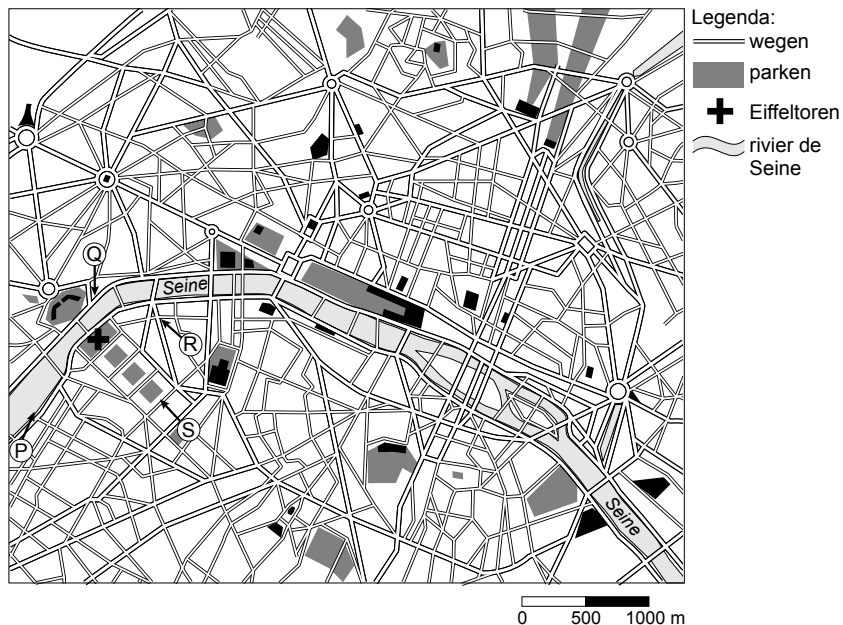 Legenda:
wegen
parken
Eiffeltoren
rivier de
Seine
Q
Seine
R
S
P
Seine
0 500 1000 m